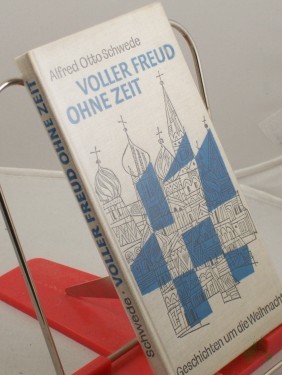 Alfred Otto Schwede
VOLLER FREUD
OHNE ZEIT
Geschichten um die Weihnacht
Schwede · VOLLER FREUD OHNE ZEIT